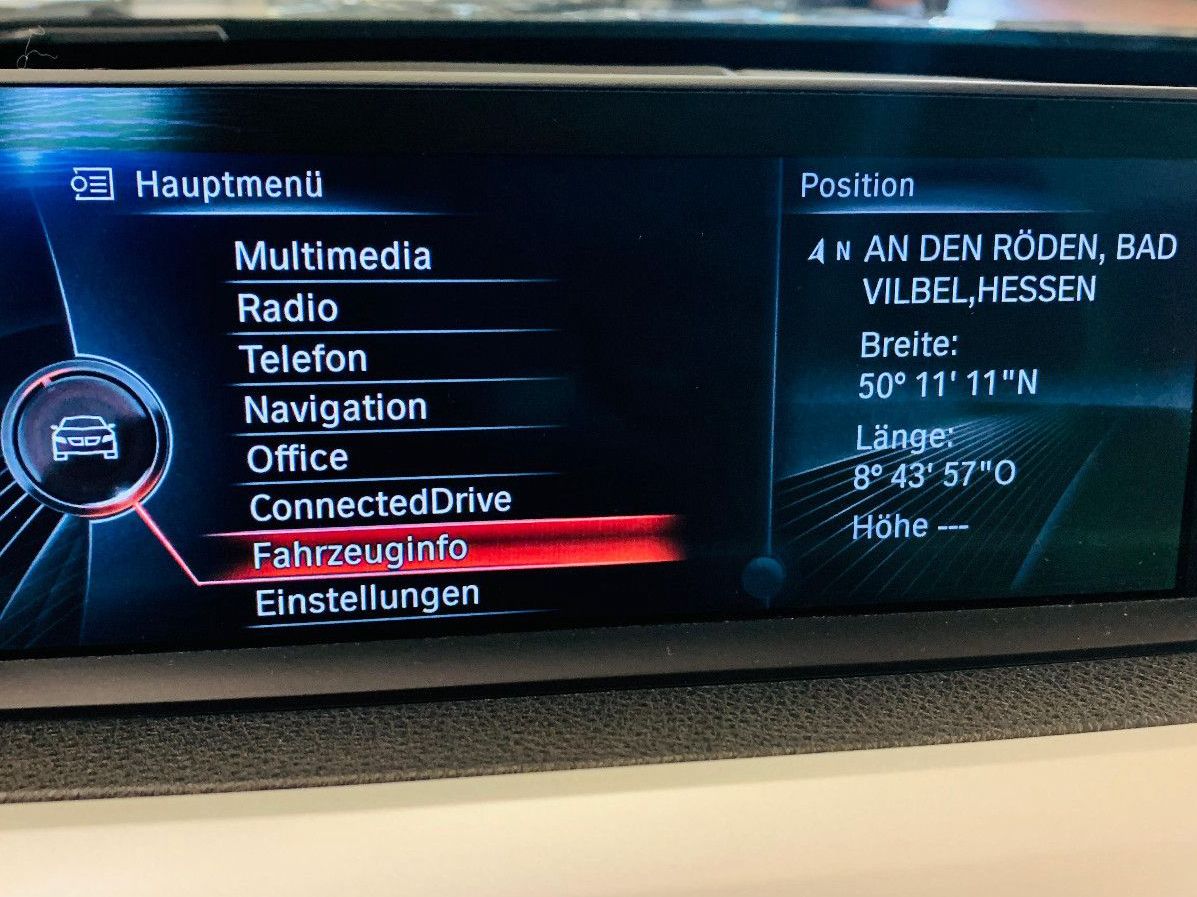 Hauptmenü
Multimedia
Radio
Telefon
Navigation
Office
ConnectedDrive
Fahrzeuginfo
Einstellungen
Position
N AN DEN RÖDEN, BAD
VILBEL,HESSEN
Breite:
50° 11' 11"N
Länge:
8° 43' 57"O
Höhe ---